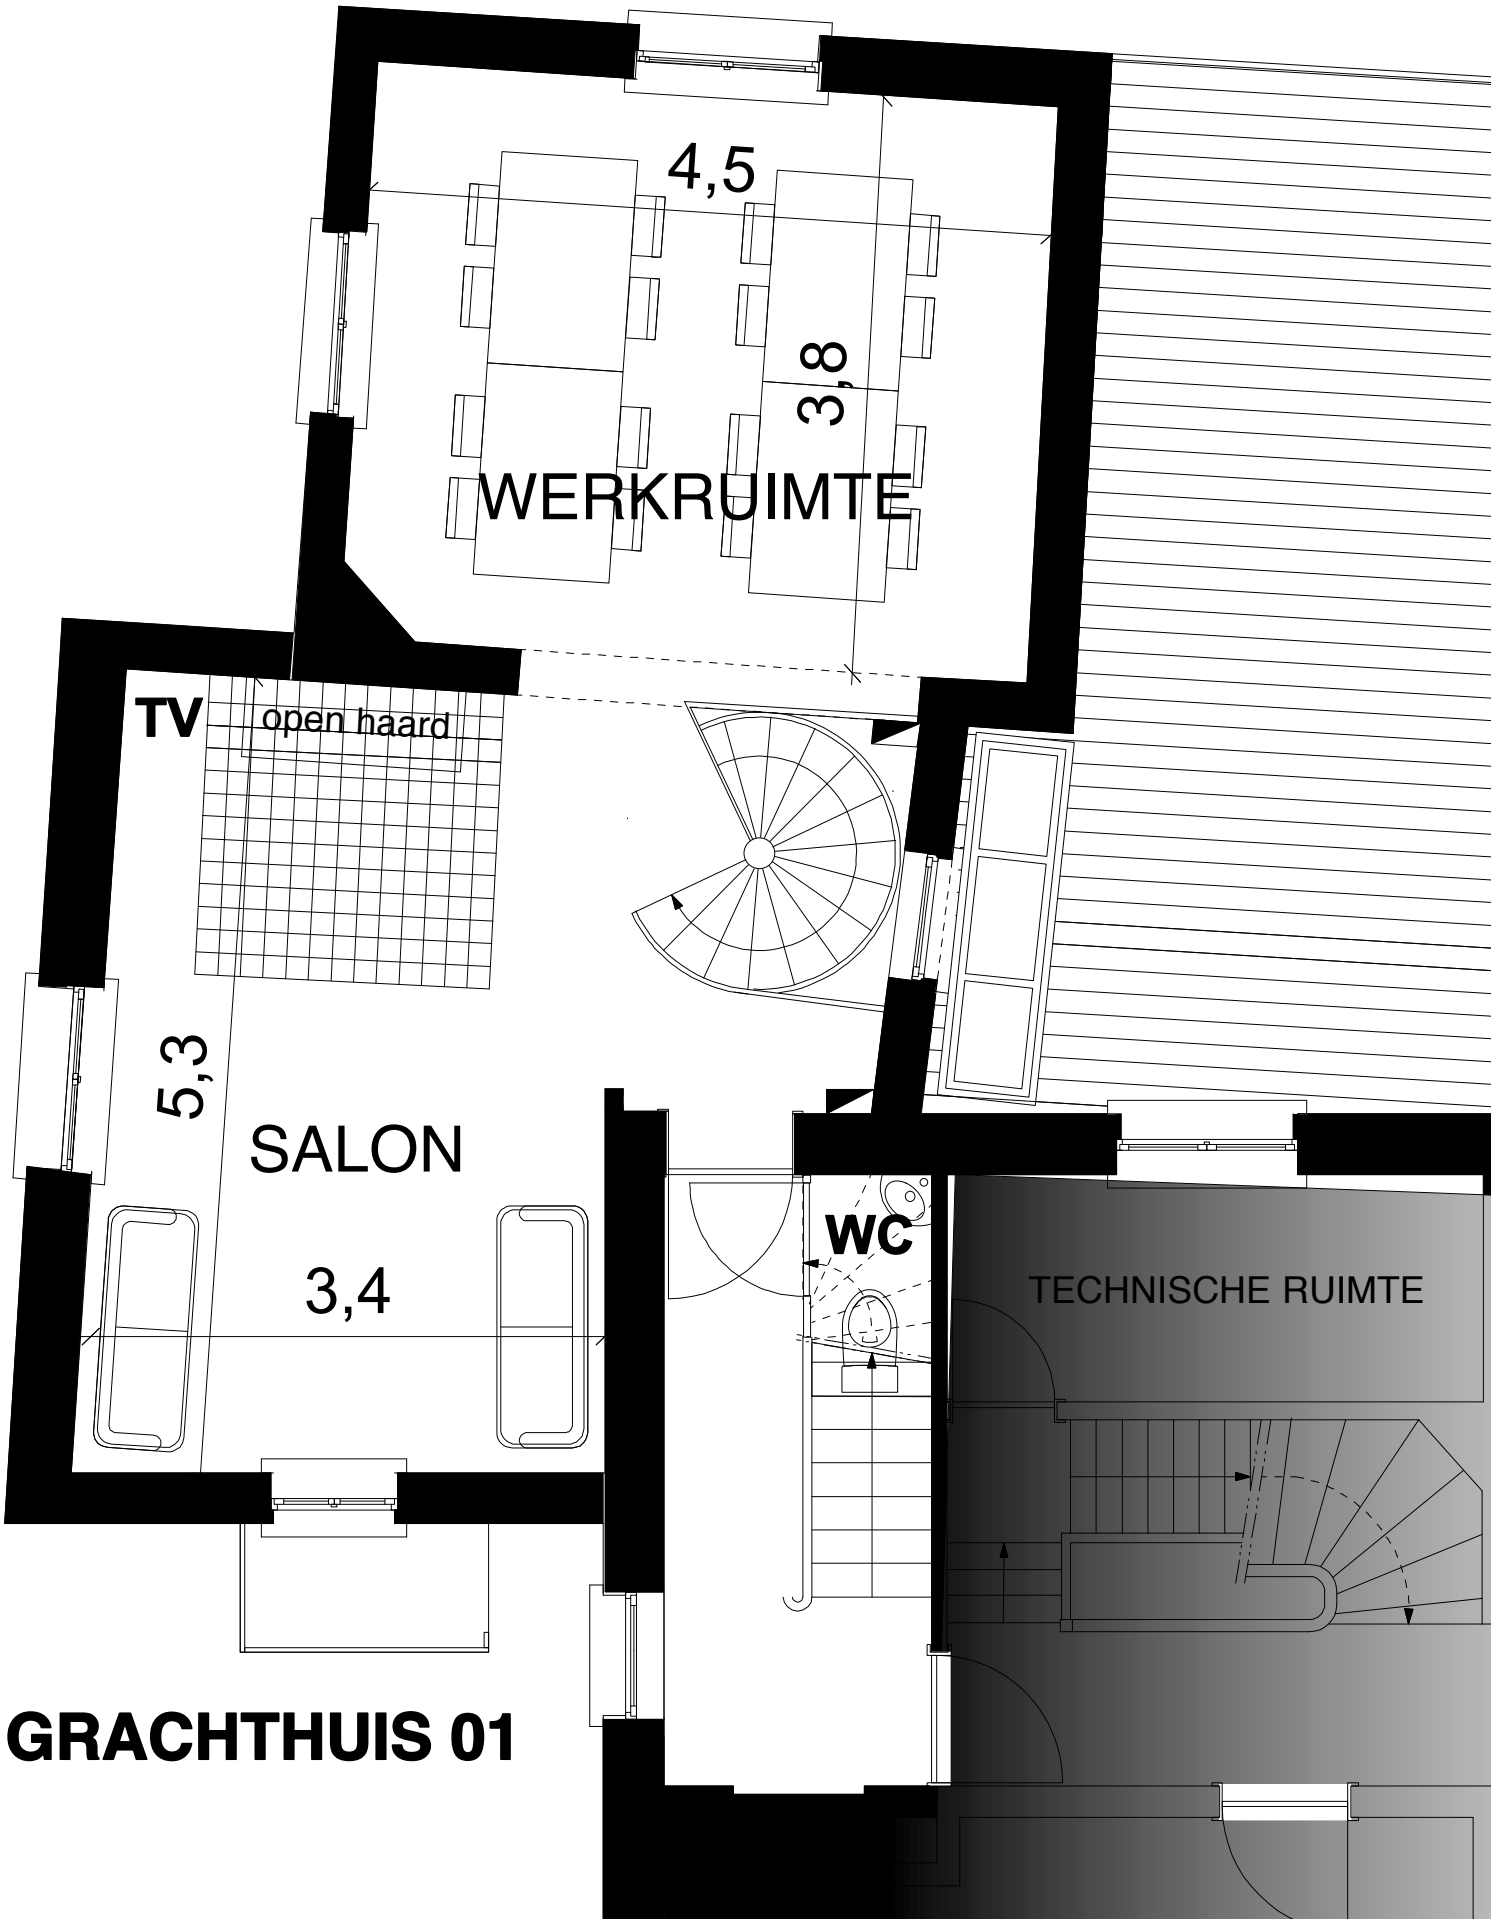 4,5
3,8
WERKRUIMTE
TV
open haard
5,3
SALON
WC
3,4
TECHNISCHE RUIMTE
GRACHTHUIS 01